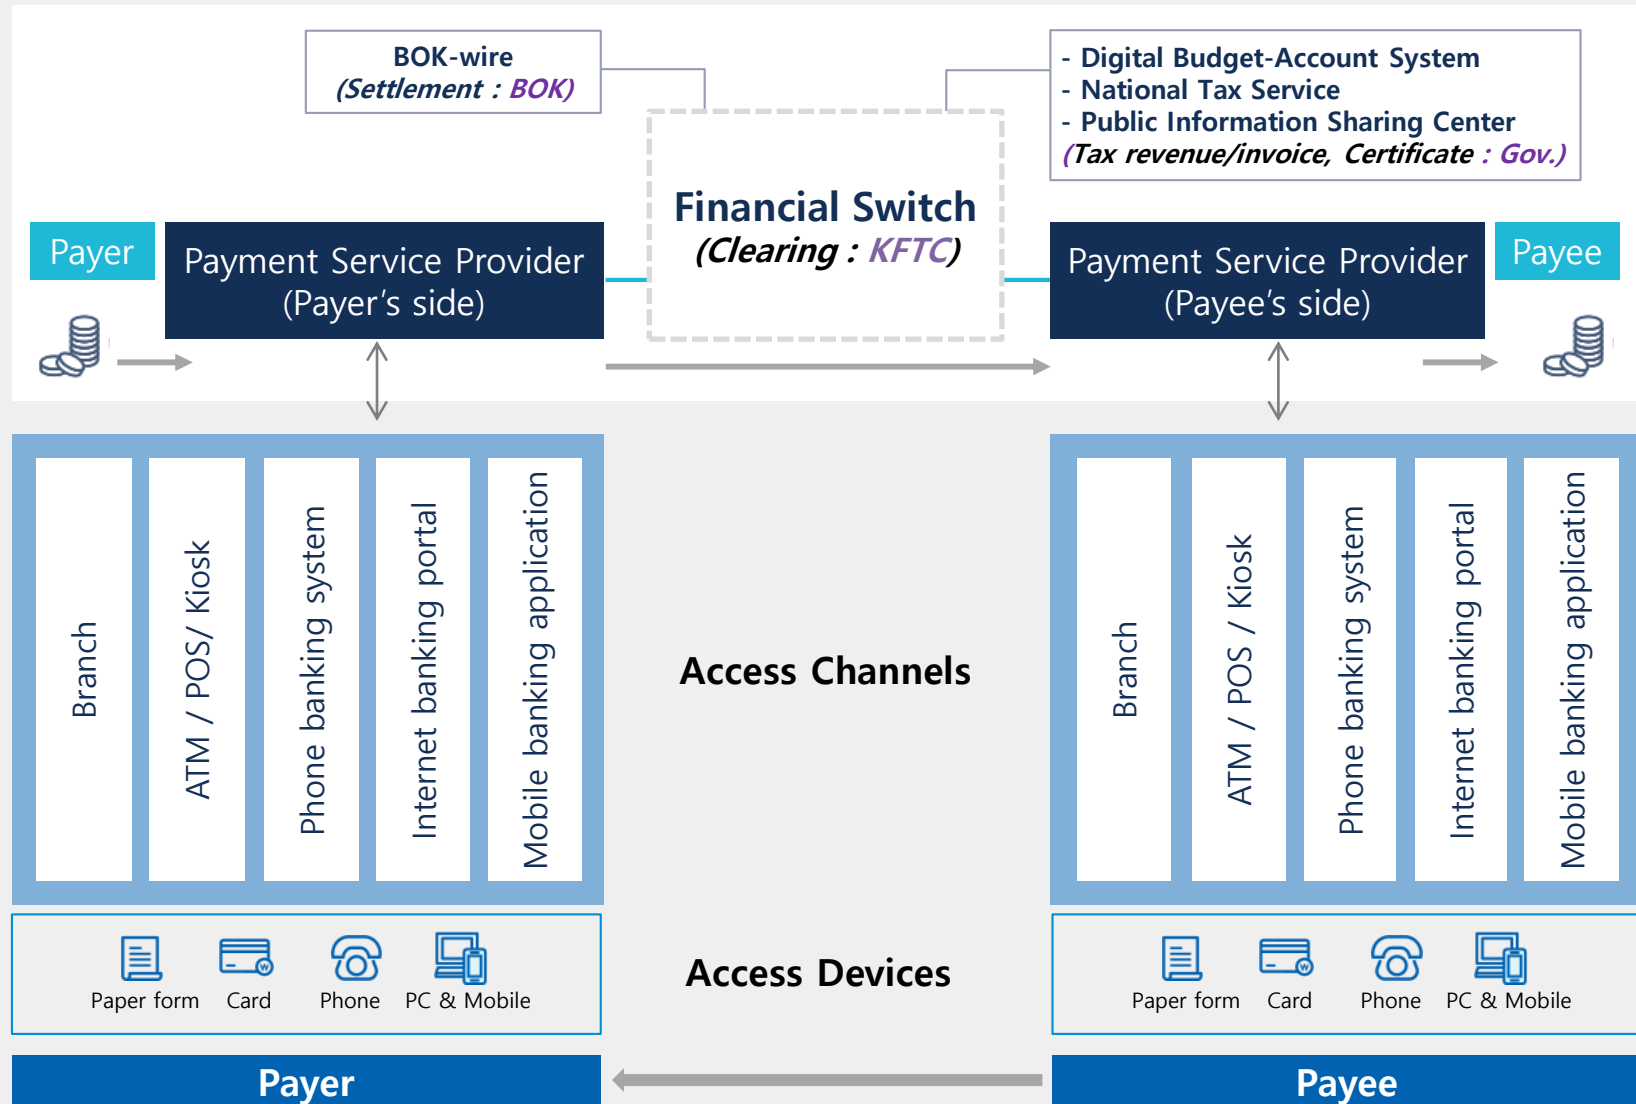 BOK-wire
(Settlement : BOK)
- Digital Budget-Account System
- National Tax Service
- Public Information Sharing Center
(Tax revenue/invoice, Certificate : Gov.)
Financial Switch
(Clearing : KFTC)
Payer
Payment Service Provider
(Payer's side)
Payment Service Provider
(Payee's side)
Payee
Branch
ATM / POS/ Kiosk
Phone banking system
Internet banking portal
Mobile banking application
Access Channels
Branch
ATM / POS / Kiosk
Phone banking system
Internet banking portal
Mobile banking application
Paper form
Card
Phone
PC & Mobile
Access Devices
Paper form
Card
Phone
PC & Mobile
Payer
Payee